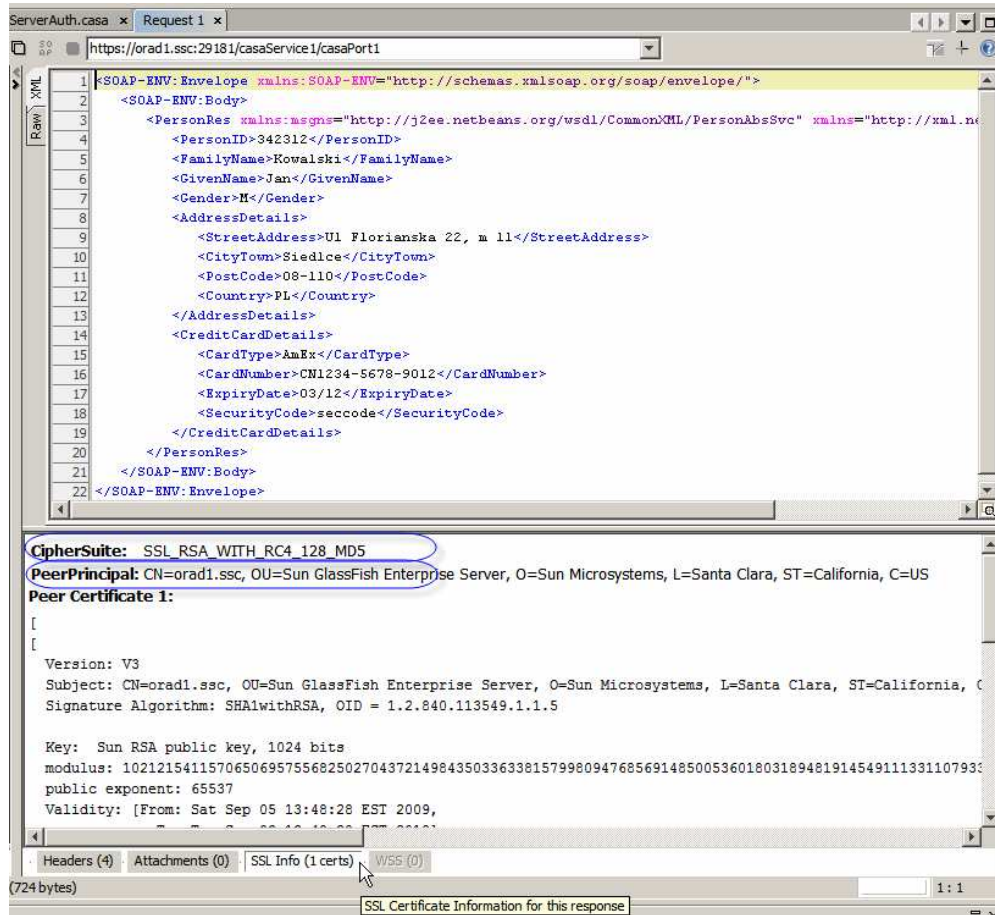 ServerAuth.casa × Request 1 ×
https://orad1.ssc:29181/casaService1/casaPort1
XML
Raw
1 <SOAP-ENV:Envelope xmlns:SOAP-ENV="http://schemas.xmlsoap.org/soap/envelope/">
2 <SOAP-ENV:Body>
3 <PersonRes xmlns:msgns="http://j2ee.netbeans.org/wsdl/CommonXML/PersonAbsSvc" xmlns="http://xml.ne
4 <PersonID>342312</PersonID>
5 <FamilyName>Kowalski</FamilyName>
6 <GivenName>Jan</GivenName>
7 <Gender>M</Gender>
8 <AddressDetails>
9 <StreetAddress>Ul Florianska 22, m 11</StreetAddress>
10 <CityTown>Siedlce</CityTown>
11 <PostCode>08-110</PostCode>
12 <Country>PL</Country>
13 </AddressDetails>
14 <CreditCardDetails>
15 <CardType>AmEx</CardType>
16 <CardNumber>CN1234-5678-9012</CardNumber>
17 <ExpiryDate>03/12</ExpiryDate>
18 <SecurityCode>seccode</SecurityCode>
19 </CreditCardDetails>
20 </PersonRes>
21 </SOAP-ENV:Body>
22 </SOAP-ENV:Envelope>
CipherSuite: SSL_RSA_WITH_RC4_128_MD5
PeerPrincipal: CN=orad1.ssc, OU=Sun GlassFish Enterprise Server, O=Sun Microsystems, L=Santa Clara, ST=California, C=US
Peer Certificate 1:
[
[
Version: V3
Subject: CN=orad1.ssc, OU=Sun GlassFish Enterprise Server, O=Sun Microsystems, L=Santa Clara, ST=California, C
Signature Algorithm: SHA1withRSA, OID = 1.2.840.113549.1.1.5
Key: Sun RSA public key, 1024 bits
modulus: 
public exponent: 65537
Validity: [From: Sat Sep 05 13:48:28 EST 2009,
Headers (4) Attachments (0) SSL Info (1 certs) WSS (0)
(724 bytes) 1:1
SSL Certificate Information for this response